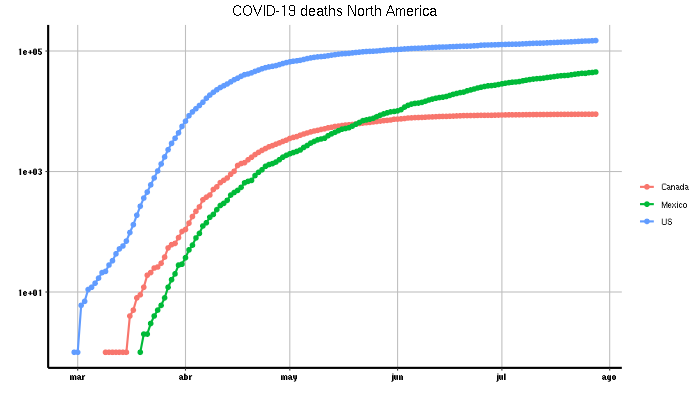 COVID-19 deaths North America
1e+05
1e+03
1e+01
mar
abr
may
jun
jul
ago
Canada
Mexico
US